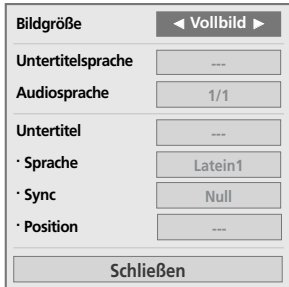 Bildgröße ◄ Vollbild ►
Untertitelsprache ---
Audiosprache 1/1
Untertitel ---
· Sprache Latein1
· Sync Null
· Position ---
Schließen